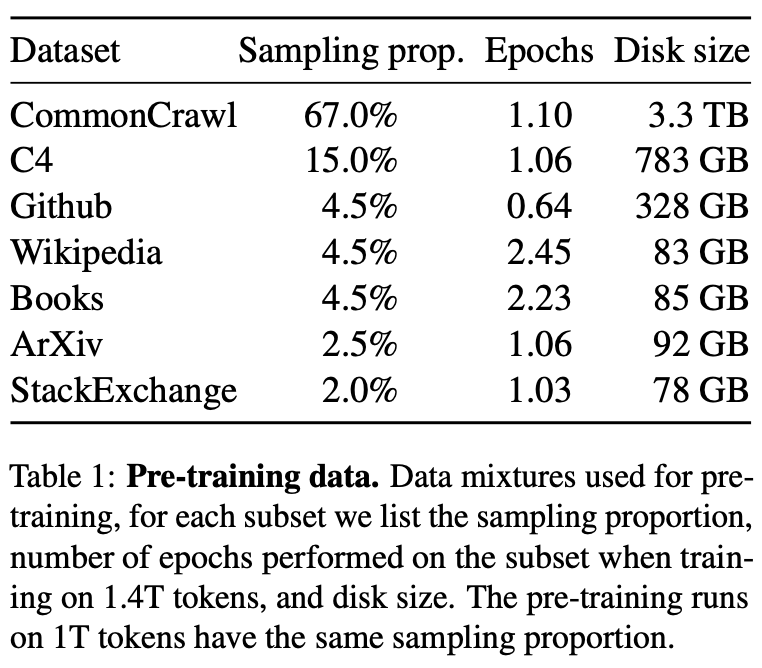 Dataset Sampling prop. Epochs Disk size
CommonCrawl 67.0% 1.10 3.3 TB
C4 15.0% 1.06 783 GB
Github 4.5% 0.64 328 GB
Wikipedia 4.5% 2.45 83 GB
Books 4.5% 2.23 85 GB
ArXiv 2.5% 1.06 92 GB
StackExchange 2.0% 1.03 78 GB
Table 1: Pre-training data. Data mixtures used for pre-
training, for each subset we list the sampling proportion,
number of epochs performed on the subset when train-
ing on 1.4T tokens, and disk size. The pre-training runs
on 1T tokens have the same sampling proportion.